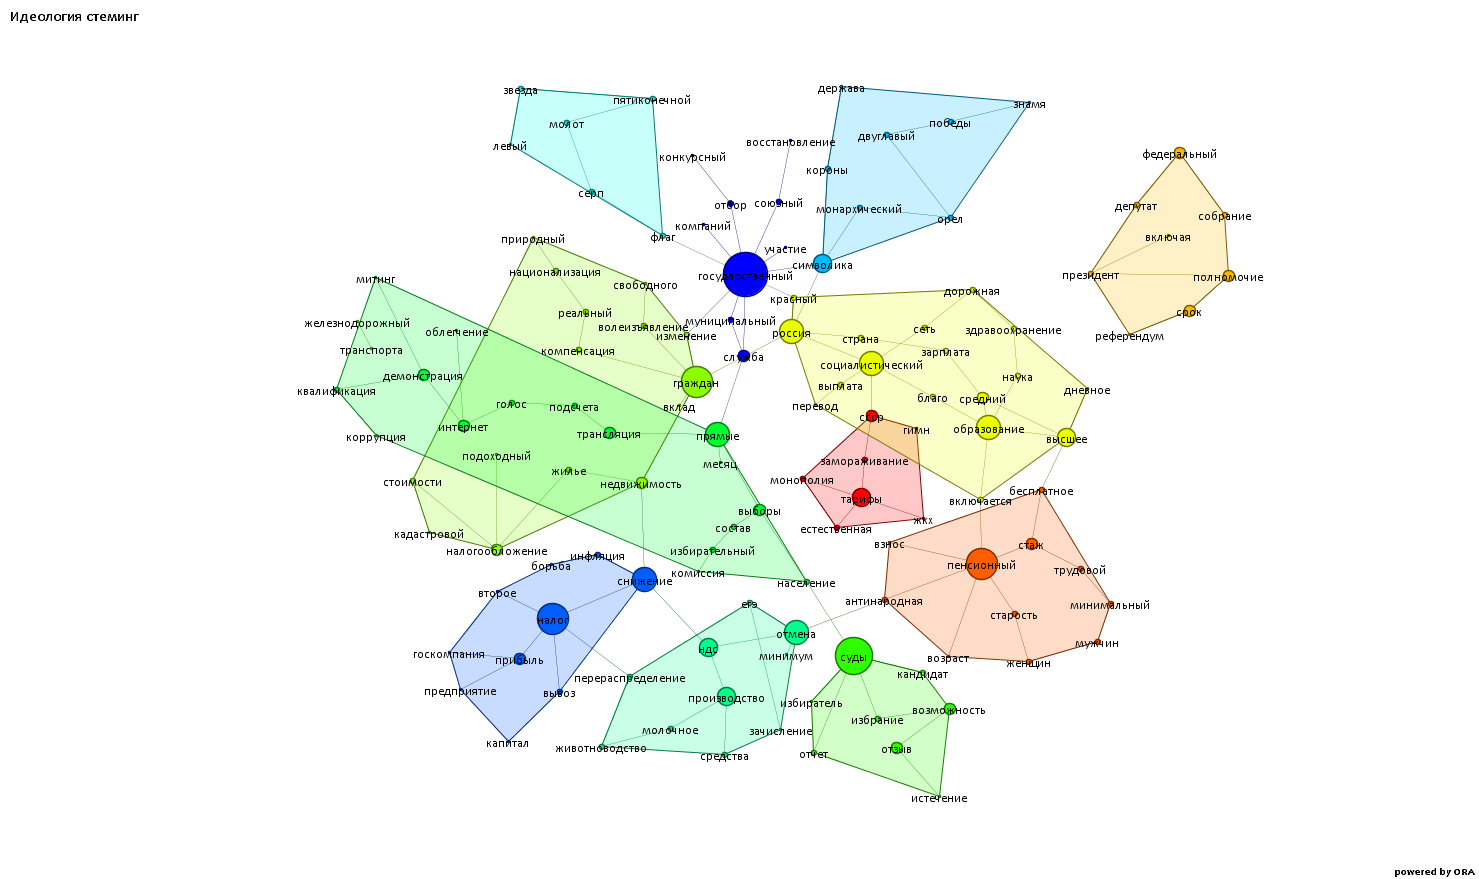 Идеология стеминг
держава
звезда
пятиконечной
знамя
молот
победы
двуглавый
восстановление
левый
конкурсный
федеральный
короны
серп
отбор
союзный
депутат
монархический
собрание
орел
компаний
флаг
включая
природный
участие
символика
национализация
государственный
президент
полномочие
митинг
свободного
дорожная
красный
реальный
срок
железнодорожный
муниципальный
облегчение
волеизъявление
россия
сеть
здравоохранение
изменение
страна
референдум
транспорта
компенсация
зарплата
служба
социалистический
демонстрация
наука
граждан
выплата
квалификация
дневное
благо
средний
голос
подсчета
вклад
перевод
ссср
интернет
гимн
образование
трансляция
прямые
коррупция
высшее
подоходный
месяц
замораживание
жилье
стоимости
недвижимость
монополия
бесплатное
тарифы
включается
выборы
жкх
состав
естественная
кадастровой
взнос
стаж
налогообложение
избирательный
инфляция
борьба
пенсионный
трудовой
комиссия
снижение
население
второе
антинародная
минимальный
егэ
старость
налог
отмена
мужчин
ндс
госкомпания
минимум
суды
возраст
женщин
прибыль
кандидат
перераспределение
предприятие
вывоз
производство
избиратель
возможность
избрание
молочное
зачисление
капитал
животноводство
средства
отчет
отзыв
истечение
powered by ORA